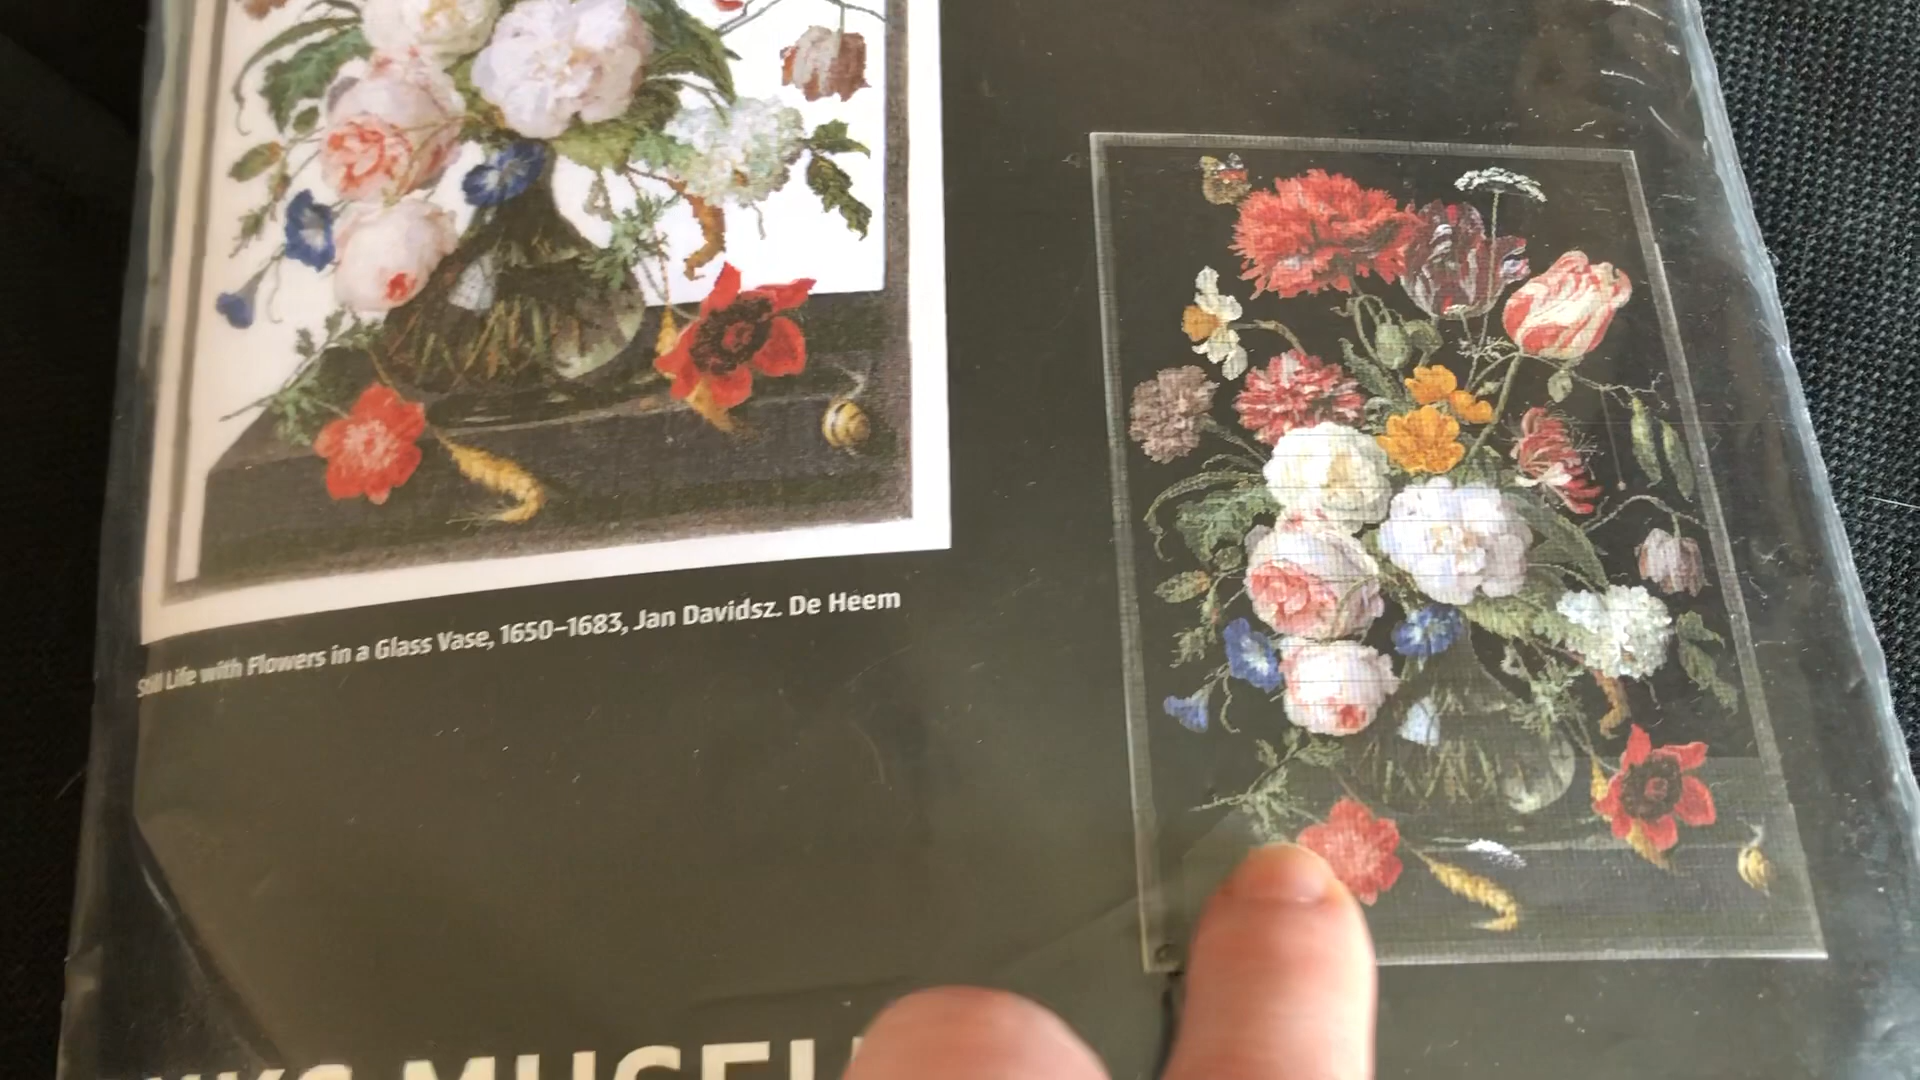 Still Life with Flowers in a Glass Vase, 1650–1683, Jan Davidsz. De Heem